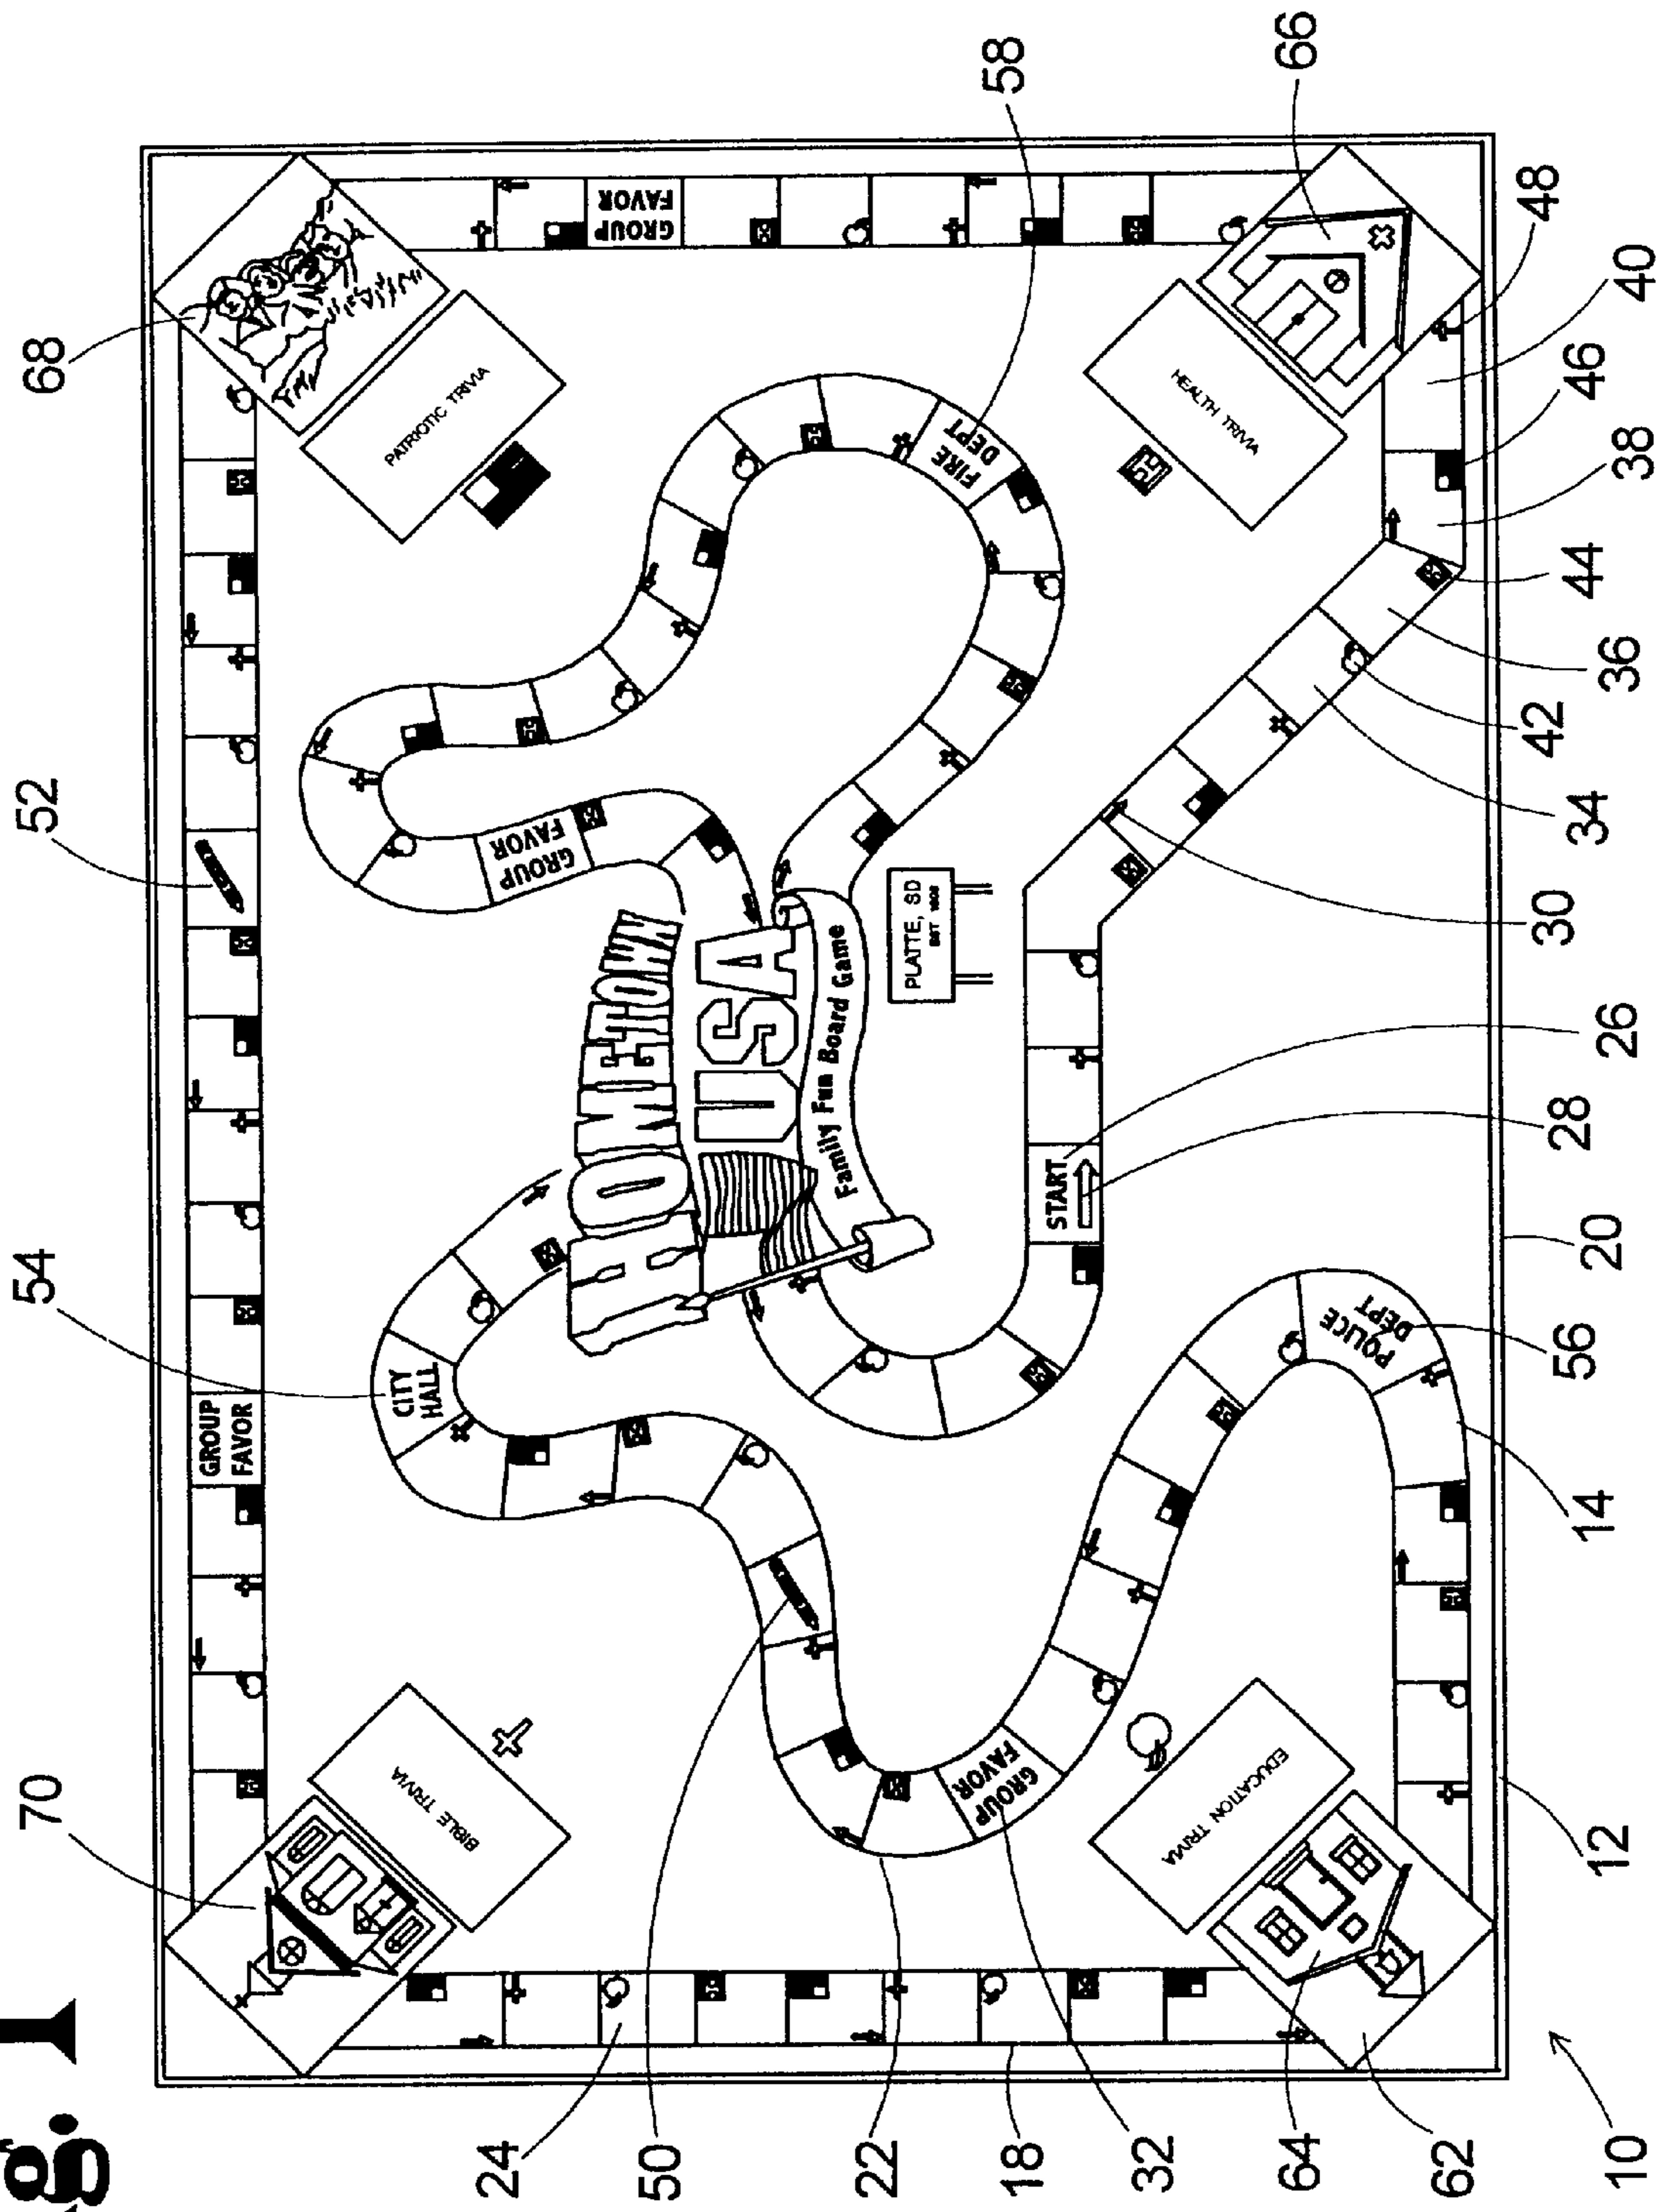 g. 1
70
54
52
68
GROUP
FAVOR
CITY
HALL
BIBLE TRIVIA
PATRIOTIC TRIVIA
24
GROUP
FAVOR
GROUP
FAVOR
HOMETOWN
USA
Family Fun Board Game
50
22
PLATTE, SD
EST
FIRE
DEPT
58
GROUP
FAVOR
18
START
32
EDUCATION TRIVIA
HEALTH TRIVIA
POLICE
DEPT
64
66
62
10
12
14
56
20
28
26
30
34
42
36
44
38
46
40
48